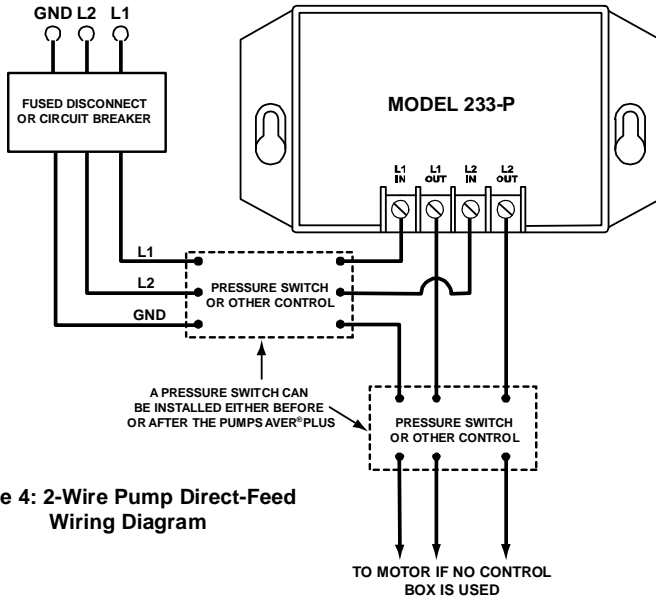 GND L2 L1
FUSED DISCONNECT
OR CIRCUIT BREAKER
MODEL 233-P
L1 IN
L1 OUT
L2 IN
L2 OUT
L1
L2
GND
PRESSURE SWITCH
OR OTHER CONTROL
A PRESSURE SWITCH CAN
BE INSTALLED EITHER BEFORE
OR AFTER THE PUMPSAVER®PLUS
PRESSURE SWITCH
OR OTHER CONTROL
e 4: 2-Wire Pump Direct-Feed
Wiring Diagram
TO MOTOR IF NO CONTROL
BOX IS USED